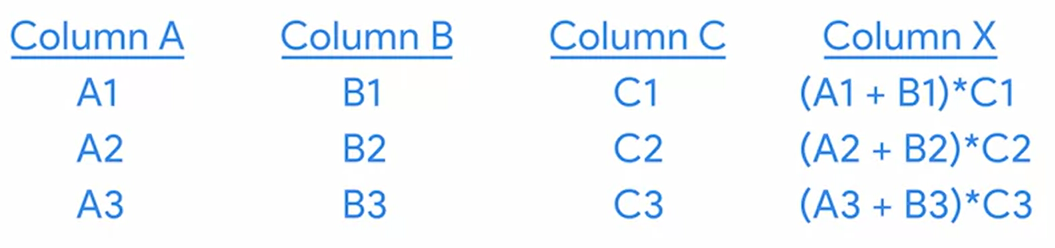 Column A Column B Column C Column X
A1 B1 C1 (A1 + B1)*C1
A2 B2 C2 (A2 + B2)*C2
A3 B3 C3 (A3 + B3)*C3